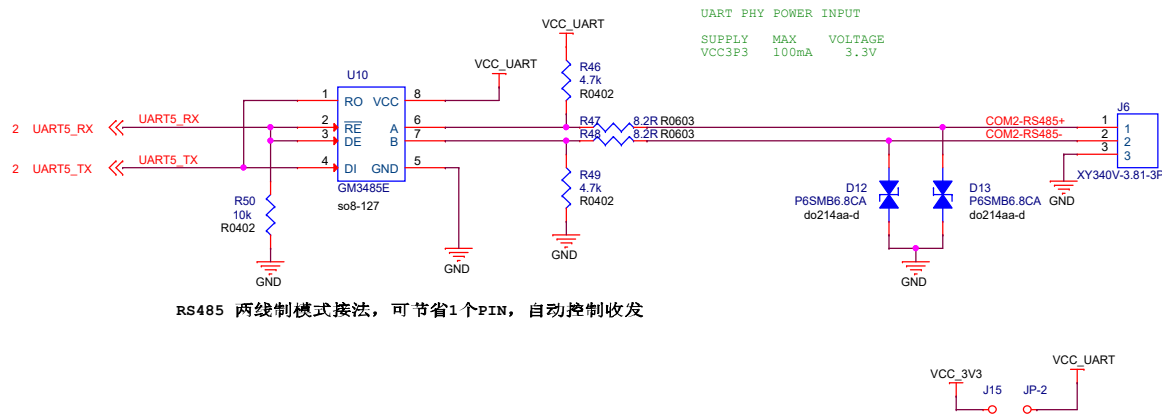 UART PHY POWER INPUT
SUPPLY MAX VOLTAGE
VCC3P3 100mA 3.3V
VCC_UART
VCC_UART
R46
4.7k
R0402
U10
1 RO VCC 8
2 RE A 6
3 DE B 7
4 DI GND 5
GM3485E
so8-127
2 UART5_RX UART5_RX
2 UART5_TX UART5_TX
R47 8.2R R0603
R48 8.2R R0603
COM2-RS485+
COM2-RS485-
J6
1 1
2 2
3 3
XY340V-3.81-3P
GND
R50
10k
R0402
GND
GND
R49
4.7k
R0402
GND
D12
P6SMB6.8CA
do214aa-d
D13
P6SMB6.8CA
do214aa-d
GND
RS485 两线制模式接法，可节省1个PIN，自动控制收发
VCC_3V3
J15 JP-2
VCC_UART